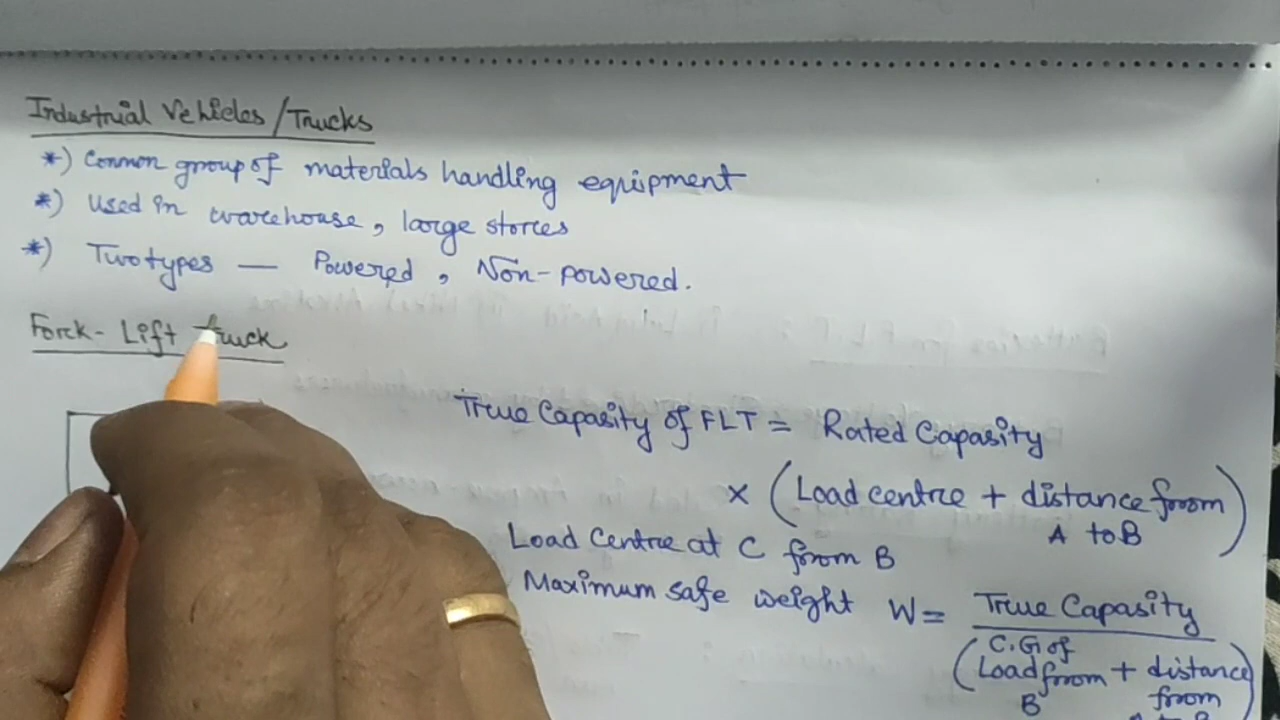 Industrial Vehicles/Trucks
*) Common group of materials handling equipment
*) Used in warehouse, large stores
*) Two types — Powered, Non-powered.
Fork-Lift Truck
True Capasity of FLT = Rated Capasity
× (Load centre + distance from
A to B)
Load Centre at C from B
Maximum safe weight W = True Capasity
(C.G of
Load from + distance
B from
A to B